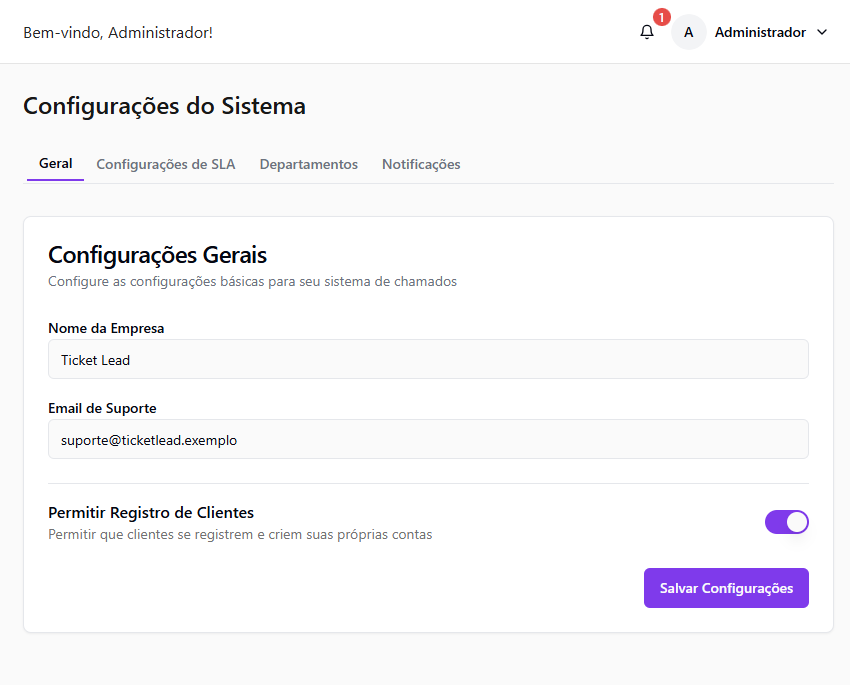 Bem-vindo, Administrador!
1
A
Administrador
Configurações do Sistema
Geral
Configurações de SLA
Departamentos
Notificações
Configurações Gerais
Configure as configurações básicas para seu sistema de chamados
Nome da Empresa
Ticket Lead
Email de Suporte
suporte@ticketlead.exemplo
Permitir Registro de Clientes
Permitir que clientes se registrem e criem suas próprias contas
Salvar Configurações